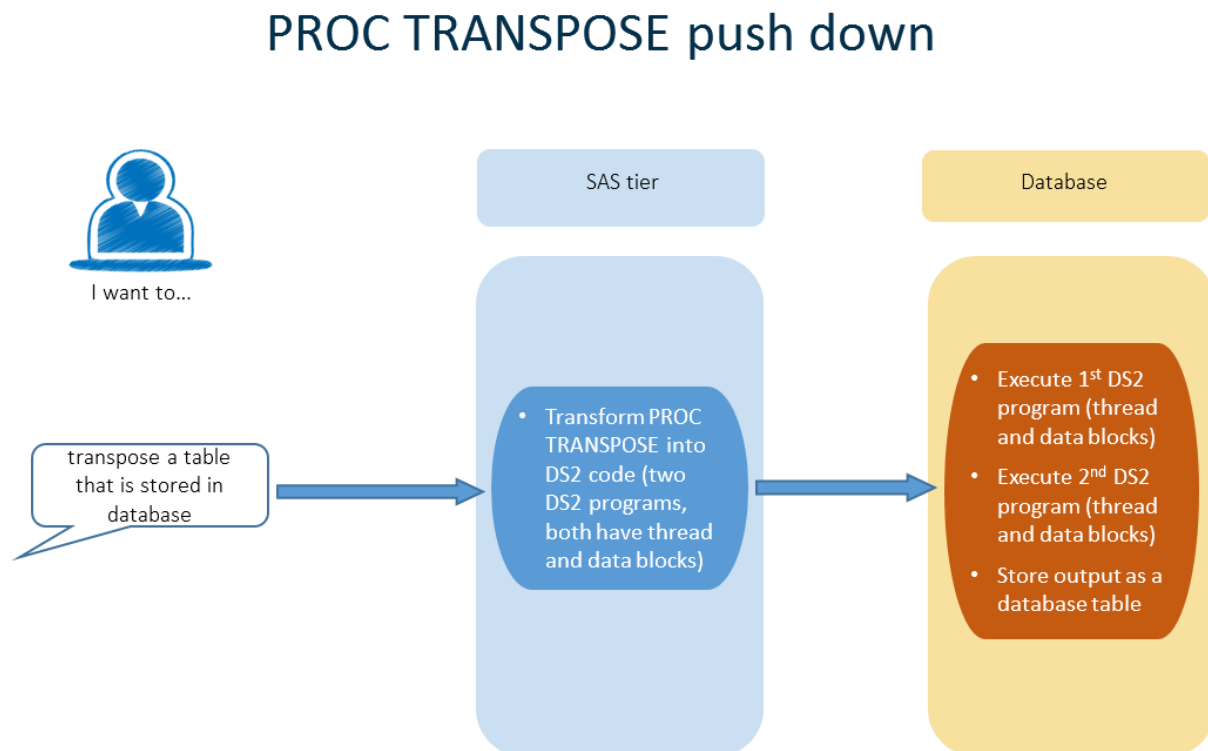 PROC TRANSPOSE push down
SAS tier
Database
I want to...
transpose a table
that is stored in
database
• Transform PROC
TRANSPOSE into
DS2 code (two
DS2 programs,
both have thread
and data blocks)
• Execute 1st DS2
program (thread
and data blocks)
• Execute 2nd DS2
program (thread
and data blocks)
• Store output as a
database table